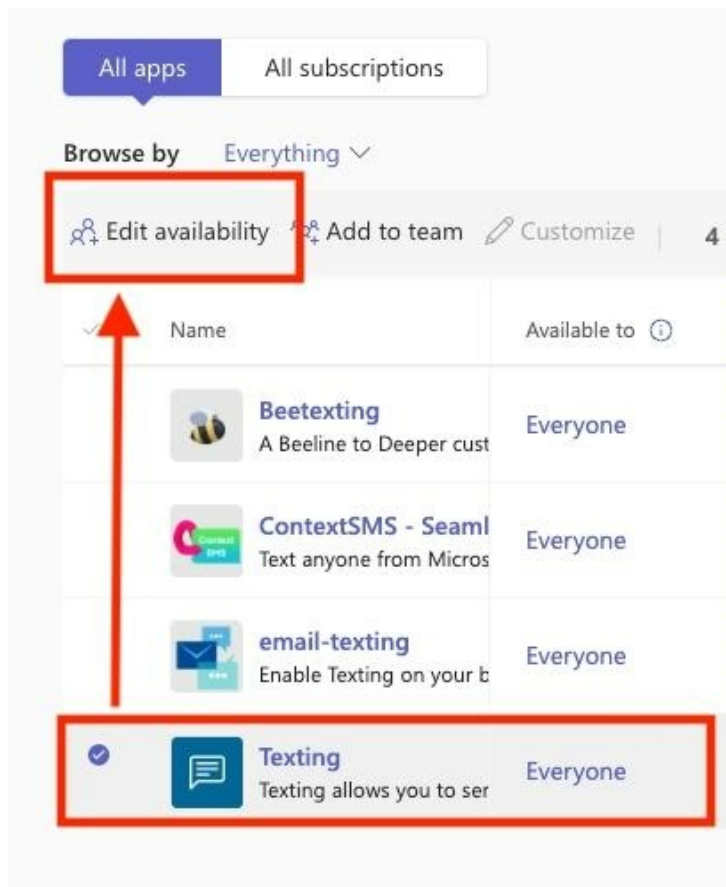 All apps All subscriptions
Browse by Everything
Edit availability Add to team Customize 4
Name Available to
Beetexting Everyone
A Beeline to Deeper cust
ContextSMS - Seaml Everyone
Text anyone from Micros
Context
SMS
email-texting Everyone
Enable Texting on your b
Texting Everyone
Texting allows you to ser